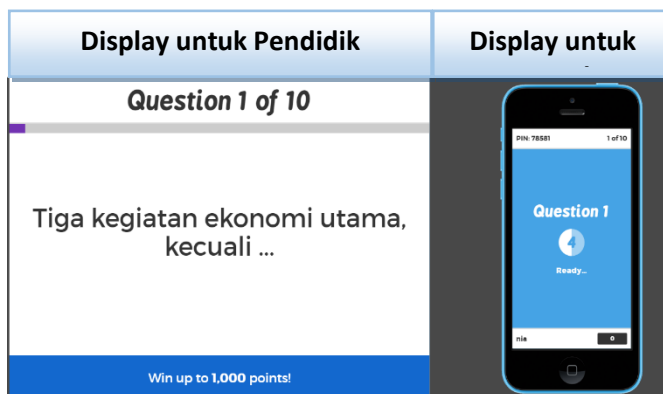 Display untuk Pendidik
Display untuk
Question 1 of 10
Tiga kegiatan ekonomi utama,
kecuali ...
Win up to 1,000 points!
PIN: 78581
1 of 10
Question 1
4
Ready...
nia
0